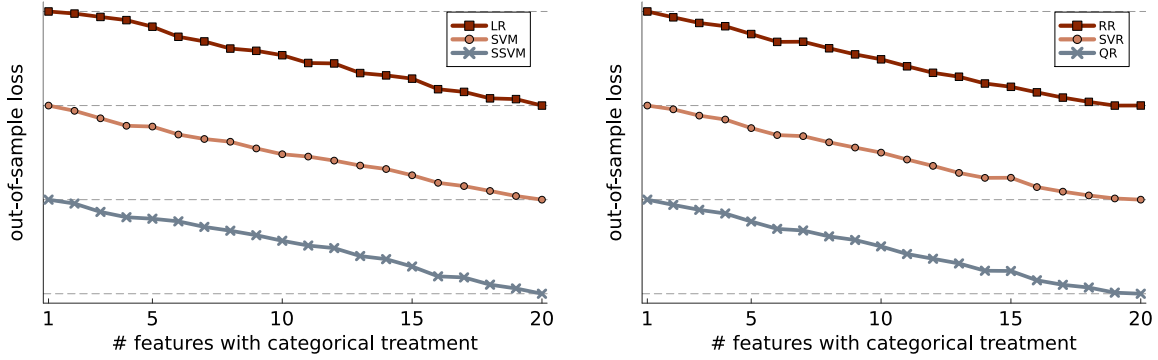 out-of-sample loss
LR
SVM
SSVM
1 5 10 15 20
# features with categorical treatment
out-of-sample loss
RR
SVR
QR
1 5 10 15 20
# features with categorical treatment